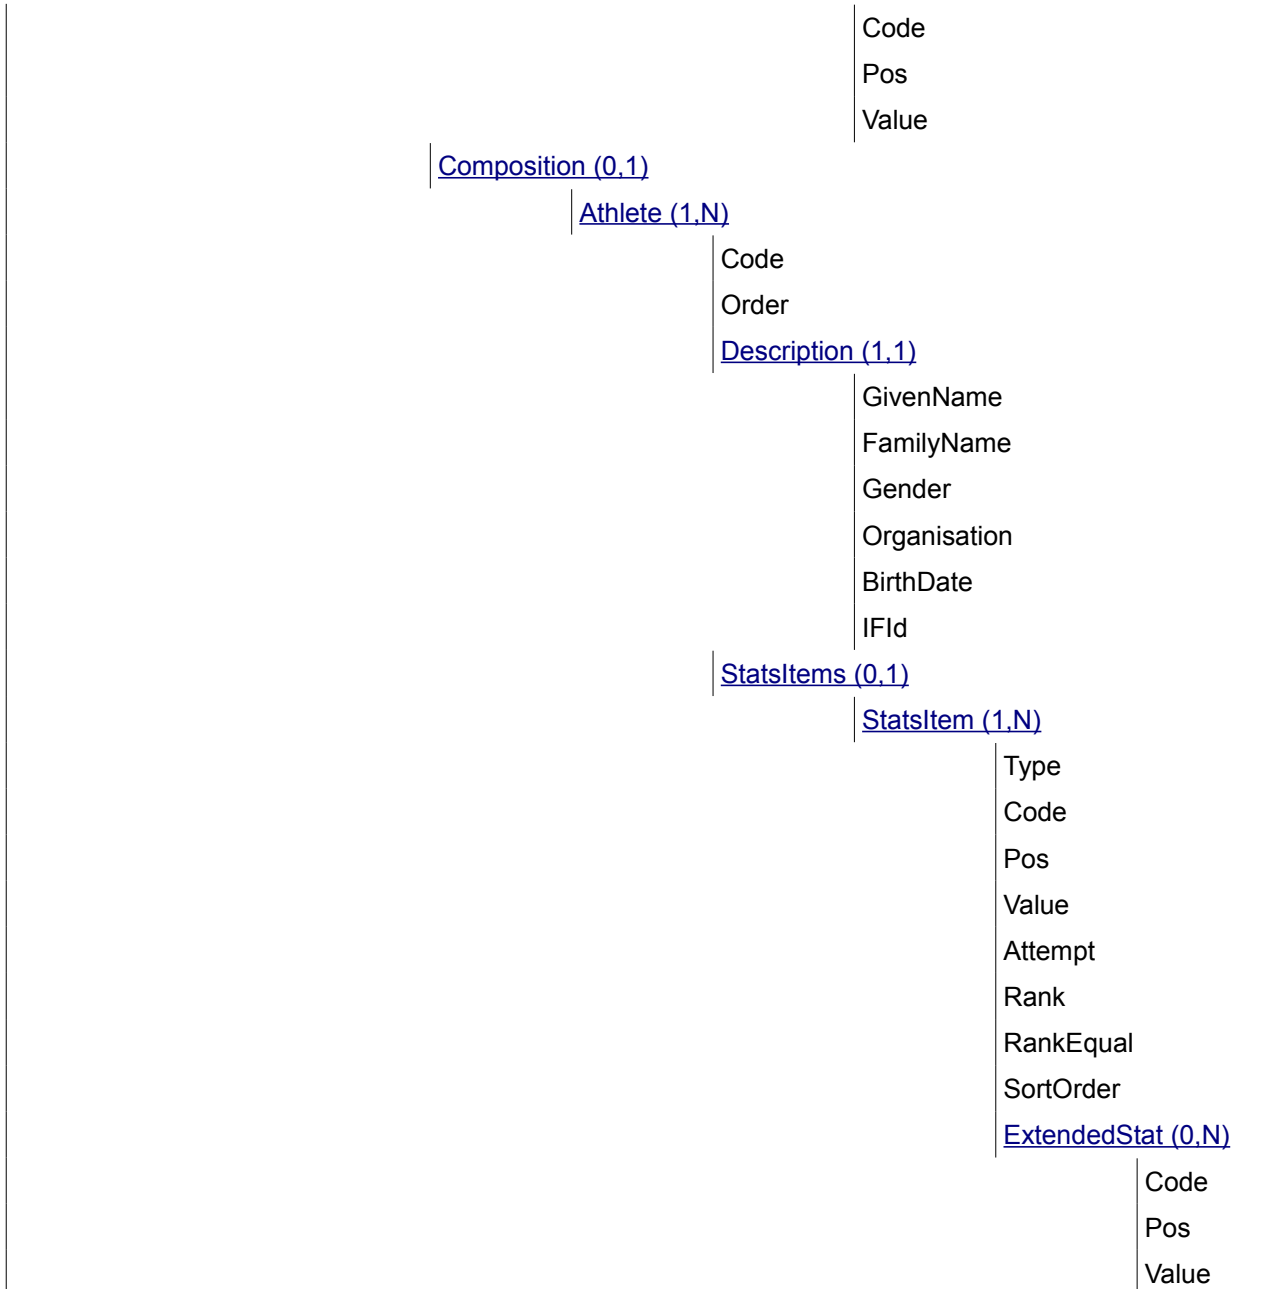 Code
Pos
Value
Composition (0,1)
Athlete (1,N)
Code
Order
Description (1,1)
GivenName
FamilyName
Gender
Organisation
BirthDate
IFId
StatsItems (0,1)
StatsItem (1,N)
Type
Code
Pos
Value
Attempt
Rank
RankEqual
SortOrder
ExtendedStat (0,N)
Code
Pos
Value